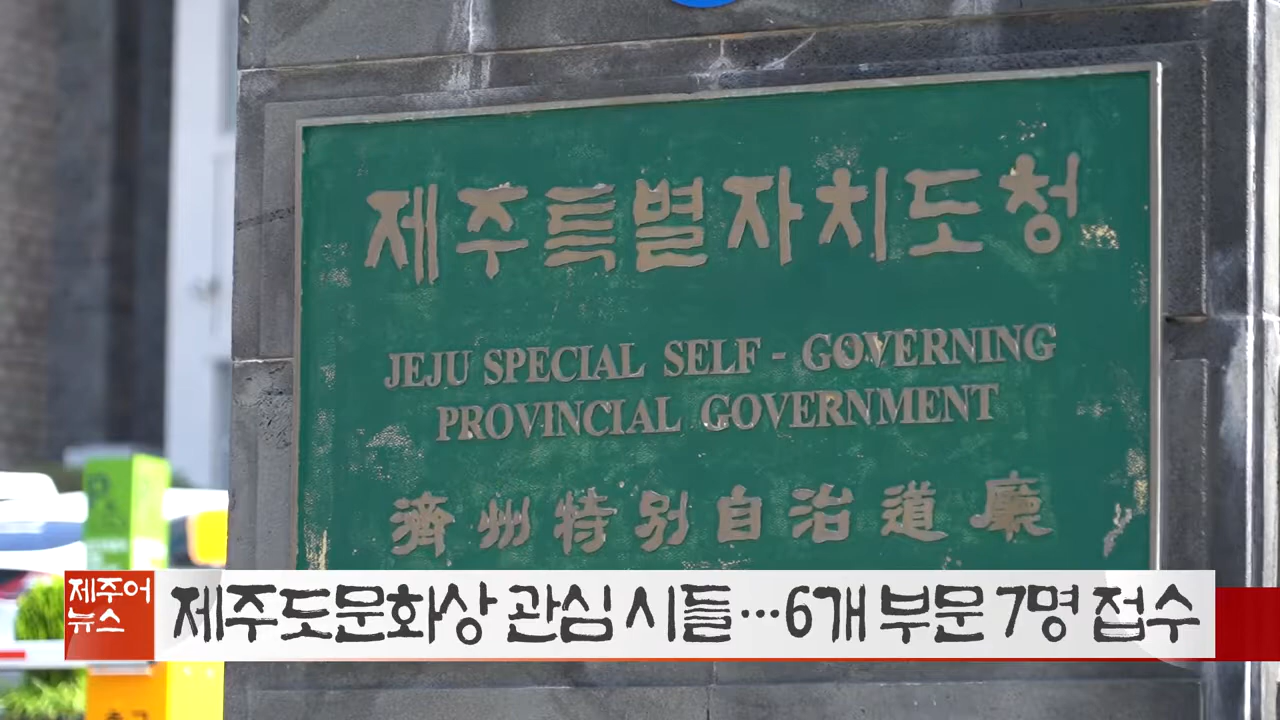 제주특별자치도청
JEJU SPECIAL SELF - GOVERNING
PROVINCIAL GOVERNMENT
濟州特別自治道廳
제주어
뉴스
제주도문화상 관심 시들…6개 부문 7명 접수